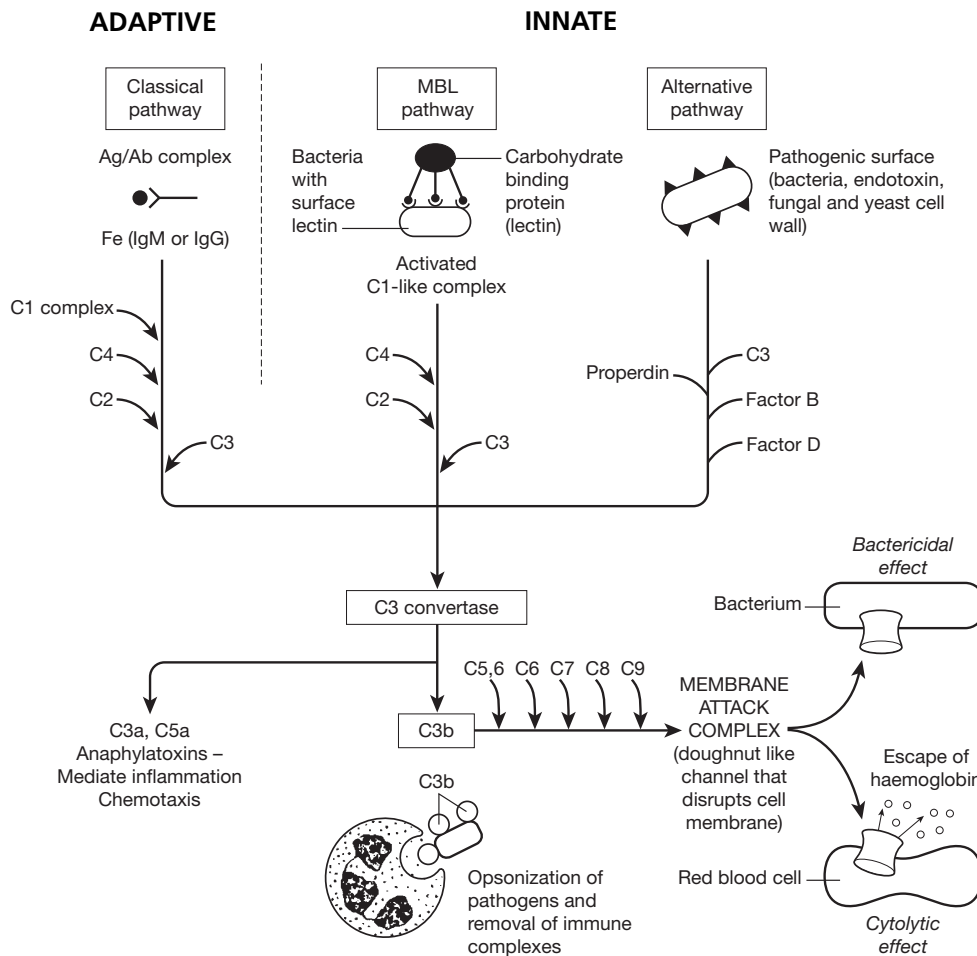 ADAPTIVE
INNATE
Classical
pathway
MBL
pathway
Alternative
pathway
Ag/Ab complex
Fe (IgM or IgG)
Bacteria
with
surface
lectin
Carbohydrate
binding
protein
(lectin)
Pathogenic surface
(bacteria, endotoxin,
fungal and yeast cell
wall)
Activated
C1-like complex
C1 complex
C4
C2
C3
C4
C2
C3
Properdin
C3
Factor B
Factor D
C3 convertase
C3a, C5a
Anaphylatoxins –
Mediate inflammation
Chemotaxis
C3b
C5,6
C6
C7
C8
C9
MEMBRANE
ATTACK
COMPLEX
(doughnut like
channel that
disrupts cell
membrane)
Bactericidal
effect
Bacterium
Escape of
haemoglobin
Red blood cell
Cytolytic
effect
C3b
Opsonization of
pathogens and
removal of immune
complexes